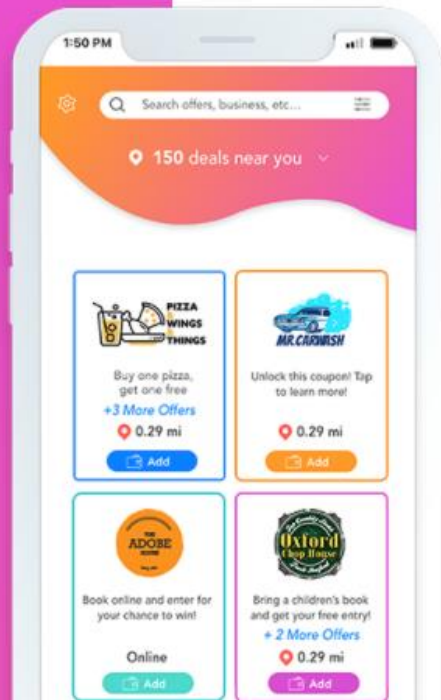 1:50 PM
Search offers, business, etc...
150 deals near you
PIZZA
WINGS
THINGS
Buy one pizza,
get one free
+3 More Offers
0.29 mi
Add
MR.CARWASH
Unlock this coupon! Tap
to learn more!
0.29 mi
Add
THE
ADOBE
Book online and enter for
your chance to win!
Online
Add
Oxford
Chop House
Bring a children's book
and get your free entry!
+ 2 More Offers
0.29 mi
Add